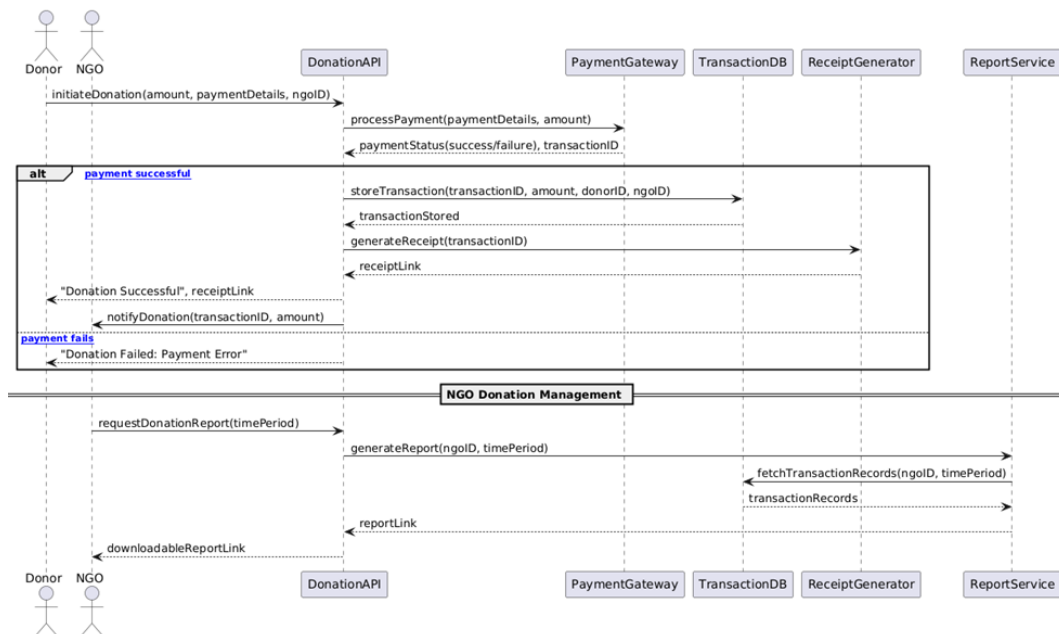 Donor NGO DonationAPI PaymentGateway TransactionDB ReceiptGenerator ReportService
initiateDonation(amount, paymentDetails, ngoID)
processPayment(paymentDetails, amount)
paymentStatus(success/failure), transactionID
alt payment successful
storeTransaction(transactionID, amount, donorID, ngoID)
transactionStored
generateReceipt(transactionID)
receiptLink
"Donation Successful", receiptLink
notifyDonation(transactionID, amount)
payment fails
"Donation Failed: Payment Error"
NGO Donation Management
requestDonationReport(timePeriod)
generateReport(ngoID, timePeriod)
fetchTransactionRecords(ngoID, timePeriod)
transactionRecords
reportLink
downloadableReportLink
Donor NGO DonationAPI PaymentGateway TransactionDB ReceiptGenerator ReportService